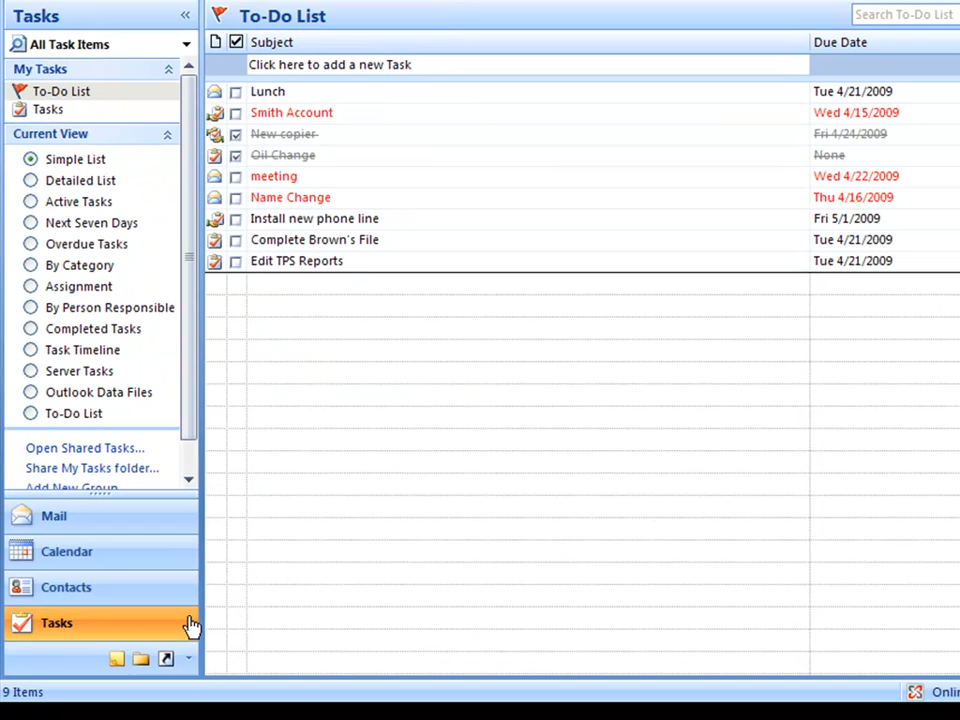 Tasks «
To-Do List
Search To-Do List
All Task Items
Subject
Due Date
My Tasks
Click here to add a new Task
To-Do List
Lunch
Tue 4/21/2009
Tasks
Smith Account
Wed 4/15/2009
Current View
New copier
Fri 4/24/2009
Simple List
Oil Change
None
Detailed List
meeting
Wed 4/22/2009
Active Tasks
Name Change
Thu 4/16/2009
Next Seven Days
Install new phone line
Fri 5/1/2009
Overdue Tasks
Complete Brown's File
Tue 4/21/2009
By Category
Edit TPS Reports
Tue 4/21/2009
Assignment
By Person Responsible
Completed Tasks
Task Timeline
Server Tasks
Outlook Data Files
To-Do List
Open Shared Tasks...
Share My Tasks folder...
Add New Group
Mail
Calendar
Contacts
Tasks
9 Items
Onli